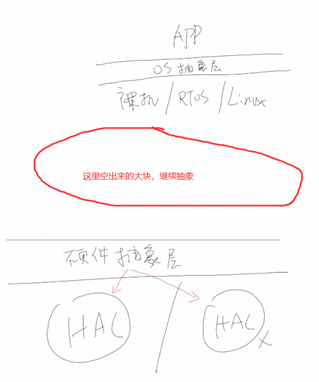 APP
OS 抽象层
裸机 / RTOS / Linux
这里空出来的大块，继续抽象
硬件抽象层
HAL / HAL x